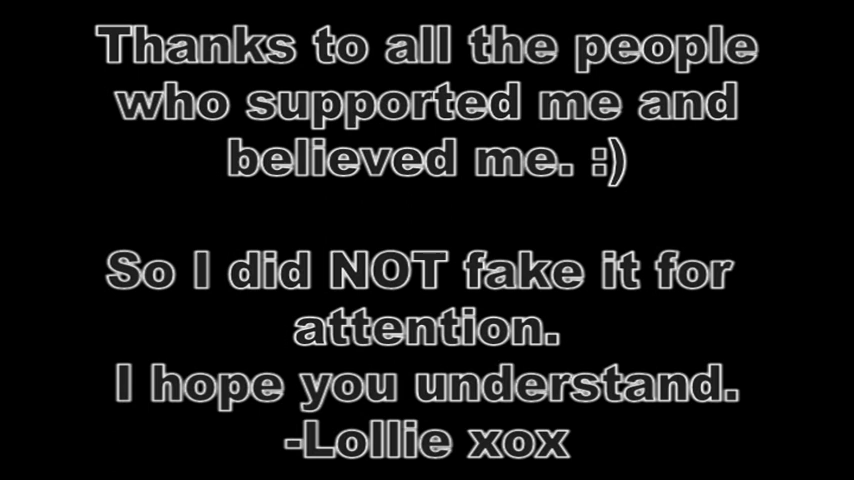 Thanks to all the people
who supported me and
believed me. :)
So I did NOT fake it for
attention.
I hope you understand.
-Lollie xox